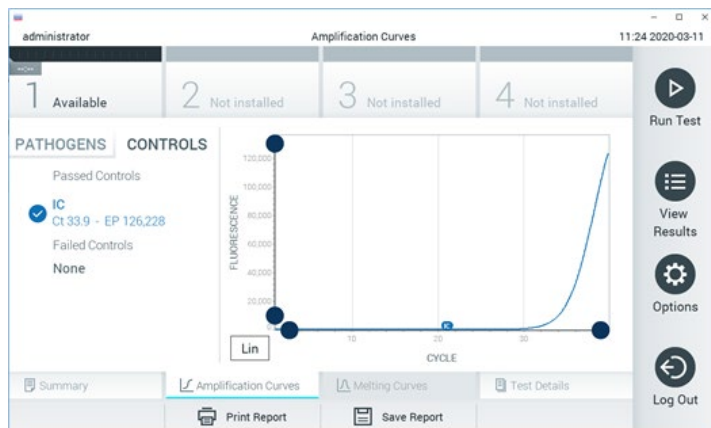 administrator
Amplification Curves
11:24 2020-03-11
1 Available
2 Not installed
3 Not installed
4 Not installed
Run Test
PATHOGENS
CONTROLS
Passed Controls
IC
Ct 33.9 - EP 126,228
Failed Controls
None
FLUORESCENCE
120,000
100,000
80,000
60,000
40,000
20,000
0
IC
10
20
30
CYCLE
Lin
View
Results
Options
Log Out
Summary
Amplification Curves
Melting Curves
Test Details
Print Report
Save Report